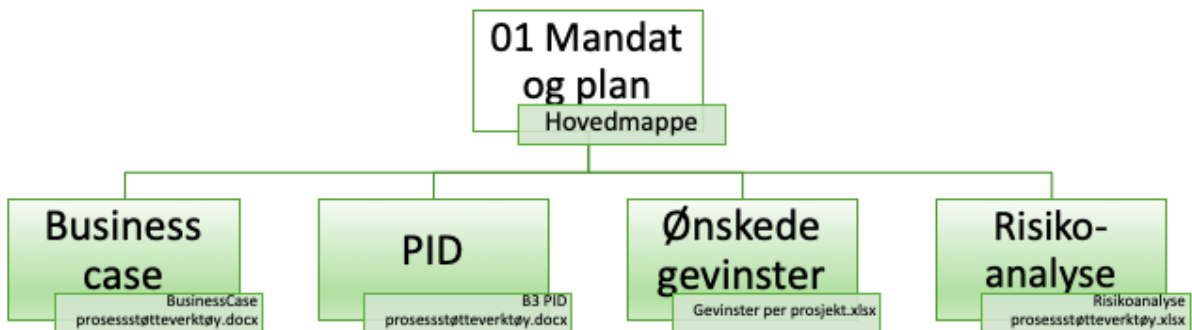 01 Mandat
og plan
Hovedmappe
Business
case
BusinessCase
prosessstøtteverktøy.docx
PID
B3 PID
prosessstøtteverktøy.docx
Ønskede
gevinster
Gevinster per prosjekt.xlsx
Risiko-
analyse
Risikoanalyse
prosessstøtteverktøy.xlsx